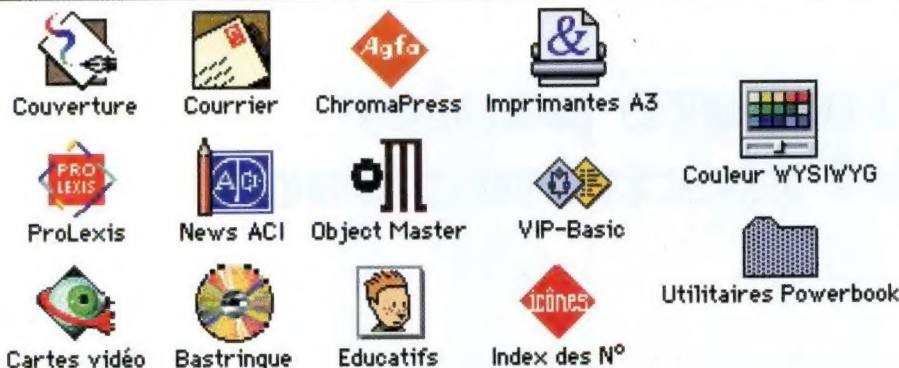 Agfa
&
Couverture
Courrier
ChromaPress
Imprimantes A3
Couleur WYSIWYG
PRO
LEXIS
ProLexis
News ACI
Object Master
VIP-Basic
Utilitaires Powerbook
icônes
Cartes vidéo
Bastringue
Educatifs
Index des N°